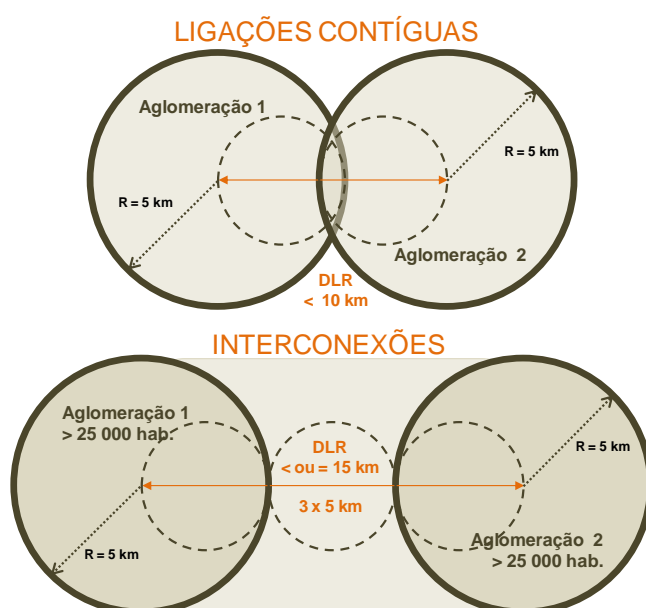 LIGAÇÕES CONTÍGUAS
Aglomeração 1
R = 5 km
R = 5 km
Aglomeração 2
DLR
< 10 km
INTERCONEXÕES
Aglomeração 1
> 25 000 hab.
DLR
< ou = 15 km
R = 5 km
3 x 5 km
Aglomeração 2
> 25 000 hab.
R = 5 km